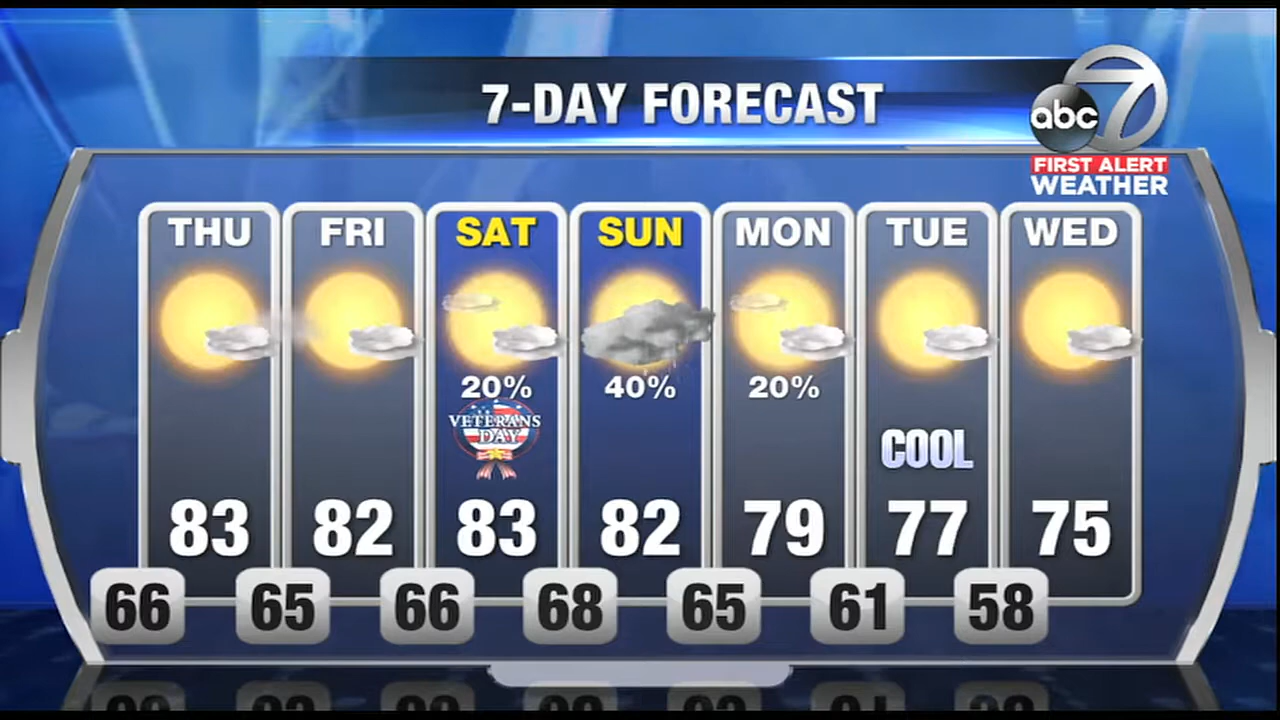 7-DAY FORECAST
abc 7
FIRST ALERT
WEATHER
THU FRI SAT SUN MON TUE WED
20% 40% 20%
VETERANS
DAY
COOL
83 82 83 82 79 77 75
66 65 66 68 65 61 58